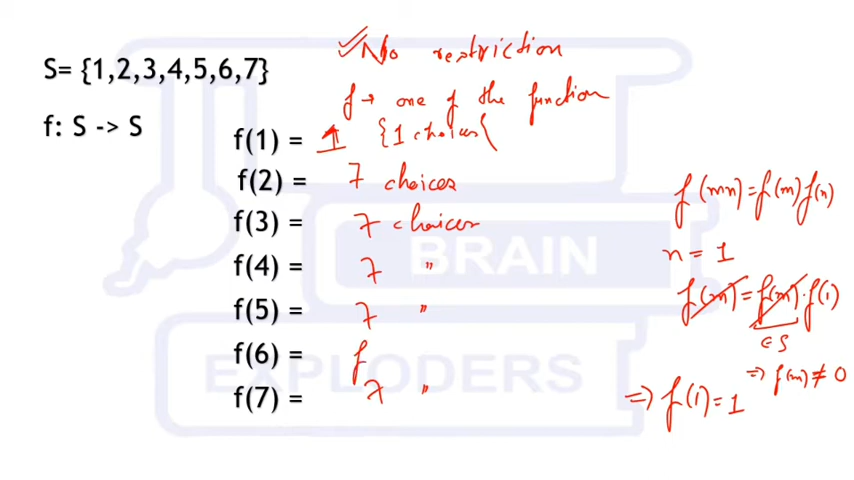 S= {1,2,3,4,5,6,7}
f: S -> S
No restriction
f → one of the function
f(1) = 1 {1 choices{
f(2) = 7 choices
f(3) = 7 choices
f(4) = 7 "
f(5) = 7 "
f(6) = f
f(7) = 7 "
f(mn) = f(m) f(n)
n = 1
f(m) = f(m) · f(1)
∈ S
⇒ f(m) ≠ 0
⇒ f(1) = 1
BRAIN
EXPLODERS